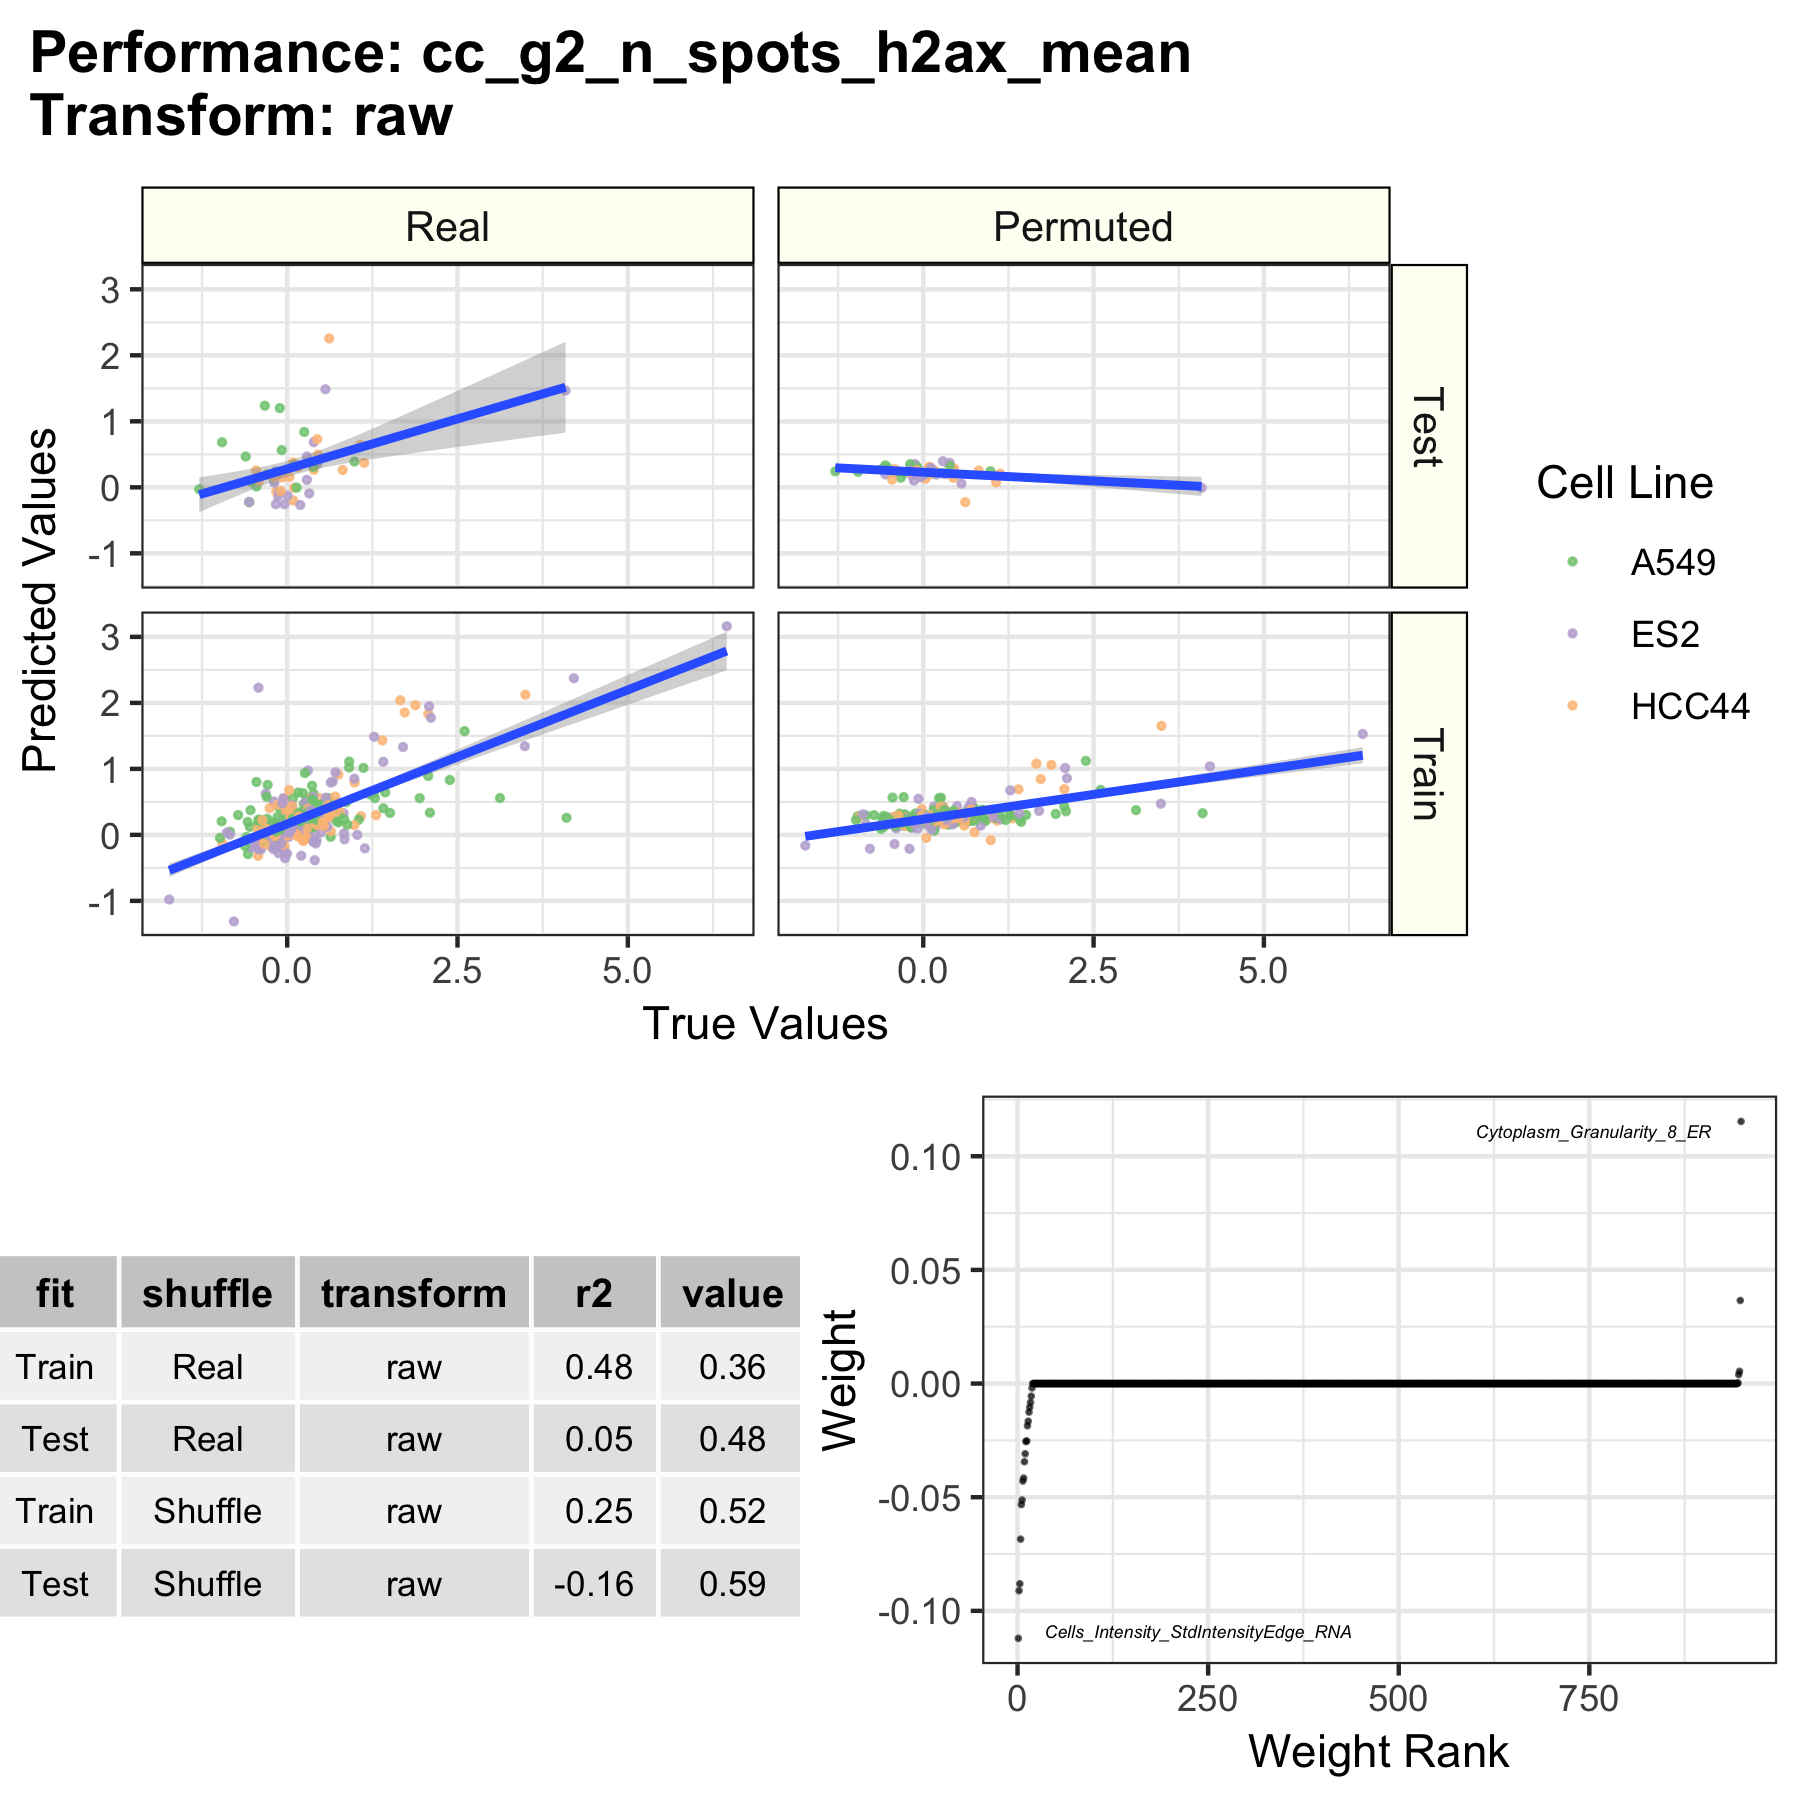 Performance: cc_g2_n_spots_h2ax_mean
Transform: raw
Real
Permuted
3
2
1
0
-1
Test
3
2
1
0
-1
Train
Predicted Values
0.0
2.5
5.0
0.0
2.5
5.0
True Values
Cell Line
A549
ES2
HCC44
fit shuffle transform r2 value
Train Real raw 0.48 0.36
Test Real raw 0.05 0.48
Train Shuffle raw 0.25 0.52
Test Shuffle raw -0.16 0.59
Weight
0.10
0.05
0.00
-0.05
-0.10
Cytoplasm_Granularity_8_ER
Cells_Intensity_StdIntensityEdge_RNA
0
250
500
750
Weight Rank